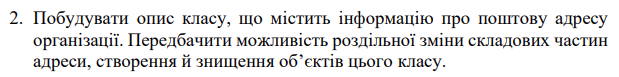 2. Побудувати опис класу, що містить інформацію про поштову адресу
організації. Передбачити можливість роздільної зміни складових частин
адреси, створення й знищення об’єктів цього класу.